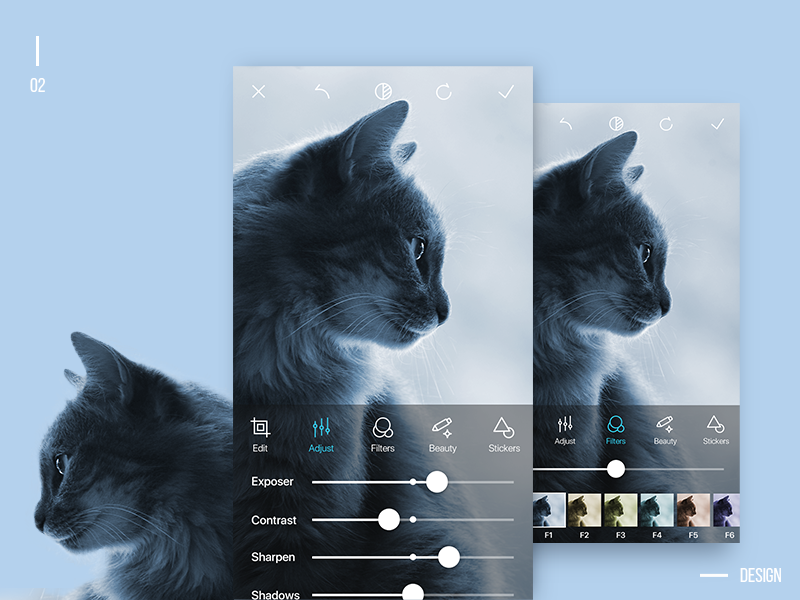 02
Edit Adjust Filters Beauty Stickers
Exposer
Contrast
Sharpen
Shadows
Adjust Filters Beauty Stickers
F1 F2 F3 F4 F5 F6
DESIGN